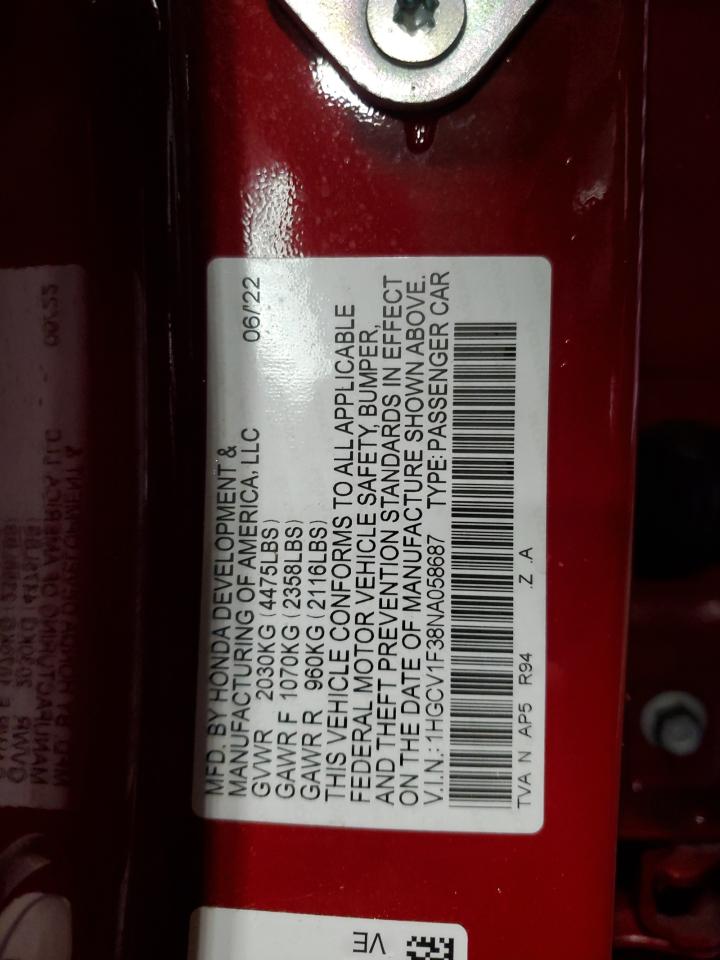 MFD. BY HONDA DEVELOPMENT &
MANUFACTURING OF AMERICA, LLC 06/'22
GVWR 2030KG (4475LBS)
GAWR F 1070KG (2358LBS)
GAWR R 960KG (2116LBS)
THIS VEHICLE CONFORMS TO ALL APPLICABLE
FEDERAL MOTOR VEHICLE SAFETY, BUMPER,
AND THEFT PREVENTION STANDARDS IN EFFECT
ON THE DATE OF MANUFACTURE SHOWN ABOVE.
V.I.N.: 1HGCV1F38NA058687 TYPE: PASSENGER CAR
TVA N AP5 R94 .Z .A
VE